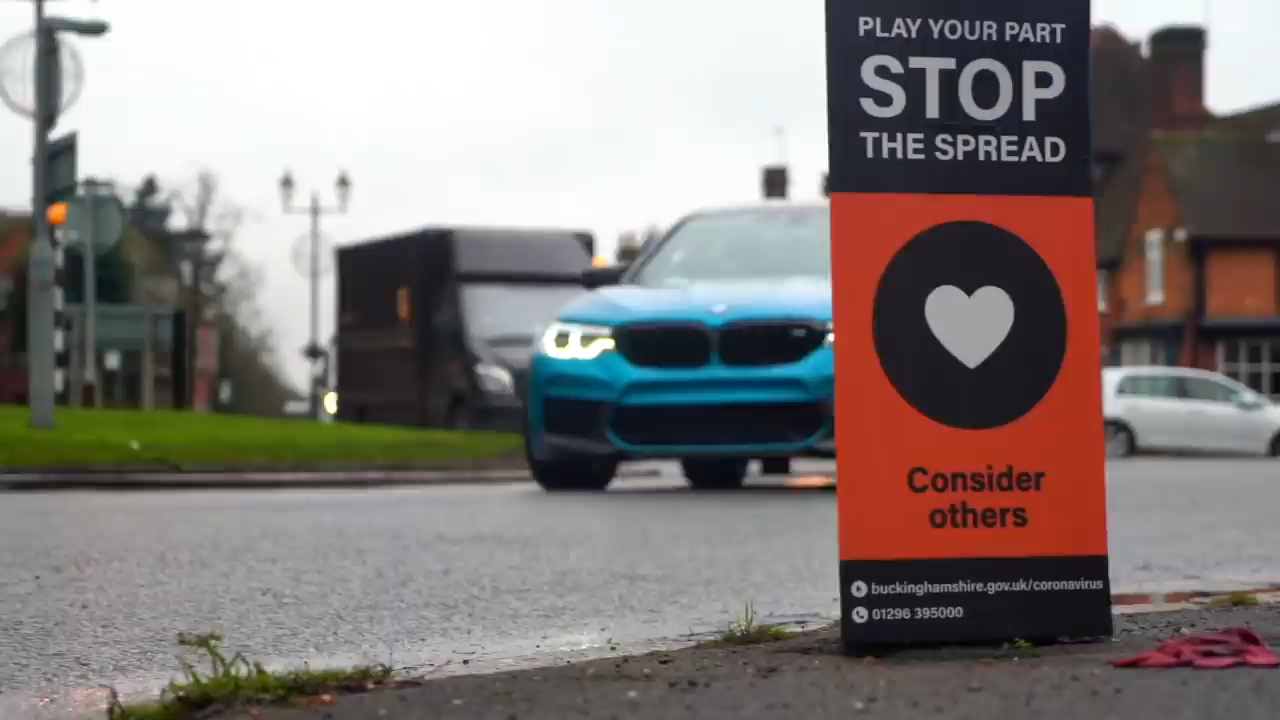 PLAY YOUR PART
STOP
THE SPREAD
Consider
others
buckinghamshire.gov.uk/coronavirus
01296 395000